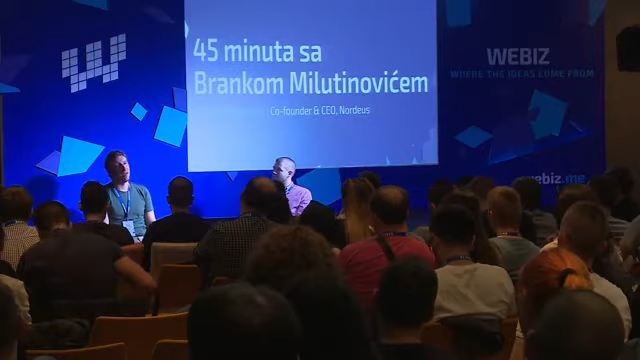 45 minuta sa
Brankom Milutinovićem
Co-founder & CEO, Nordeus
WEBIZ
WHERE THE IDEAS COME FROM
webiz.me